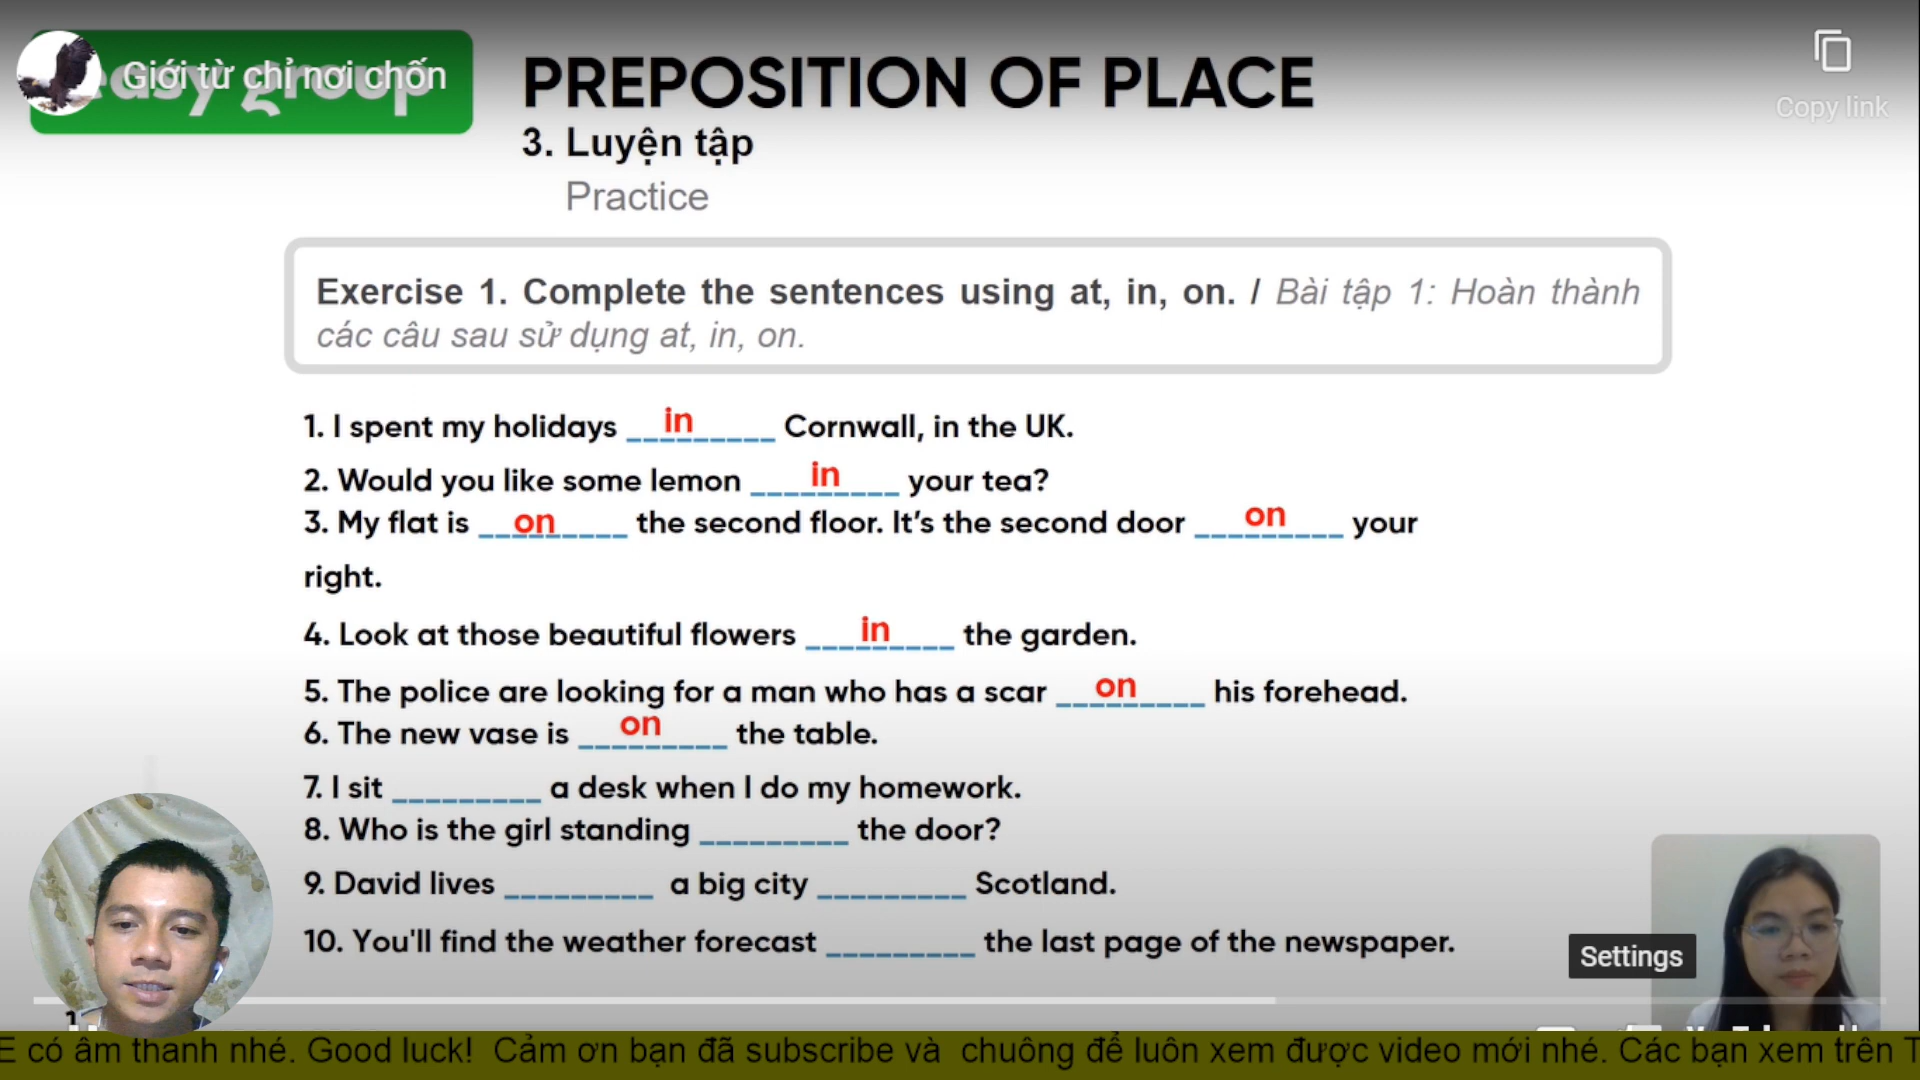 easy group
Giới từ chỉ nơi chốn
PREPOSITION OF PLACE
Copy link
3. Luyện tập
Practice
Exercise 1. Complete the sentences using at, in, on. / Bài tập 1: Hoàn thành
các câu sau sử dụng at, in, on.
1. I spent my holidays in Cornwall, in the UK.
2. Would you like some lemon in your tea?
3. My flat is on the second floor. It's the second door on your
right.
4. Look at those beautiful flowers in the garden.
5. The police are looking for a man who has a scar on his forehead.
6. The new vase is on the table.
7. I sit _________ a desk when I do my homework.
8. Who is the girl standing _________ the door?
9. David lives _________ a big city _________ Scotland.
10. You'll find the weather forecast _________ the last page of the newspaper.
Settings
E có âm thanh nhé. Good luck! Cảm ơn bạn đã subscribe và chuông để luôn xem được video mới nhé. Các bạn xem trên T